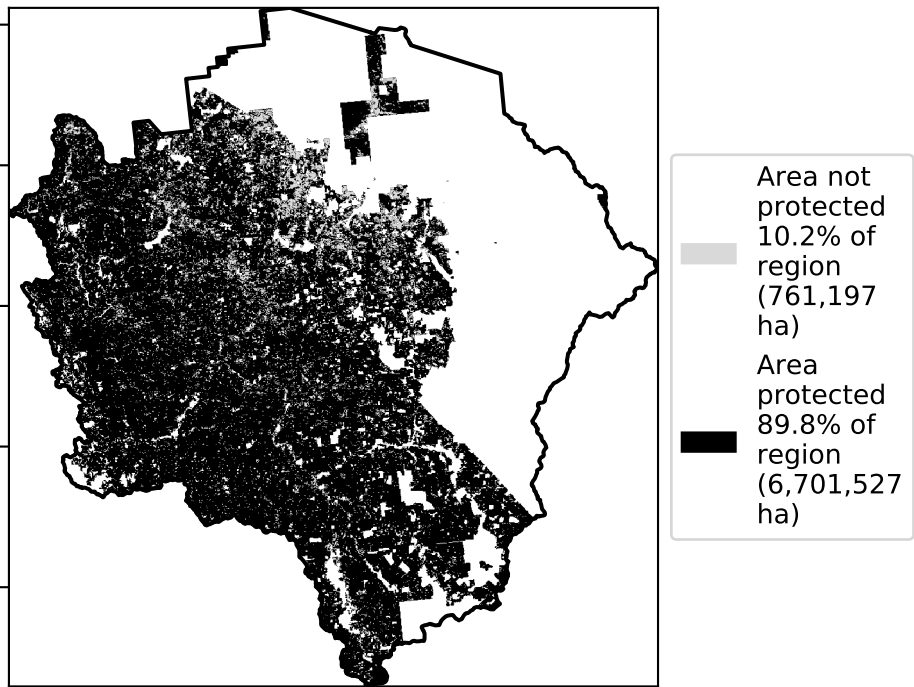 Area not
protected
10.2% of
region
(761,197
ha)
Area
protected
89.8% of
region
(6,701,527
ha)